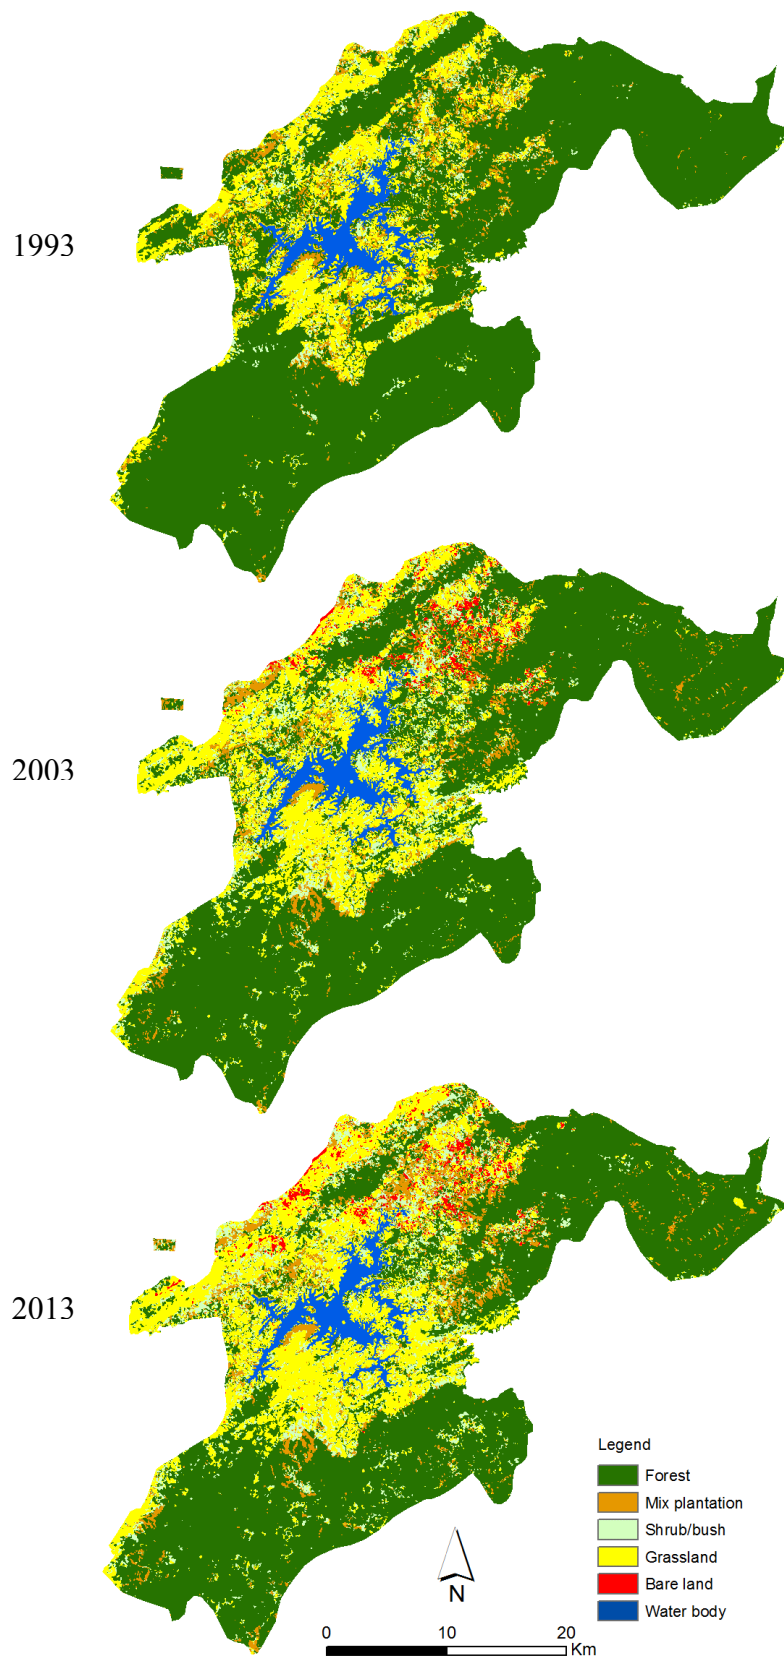 1993
2003
2013
Legend
Forest
Mix plantation
Shrub/bush
Grassland
Bare land
Water body
N
0 10 20
Km